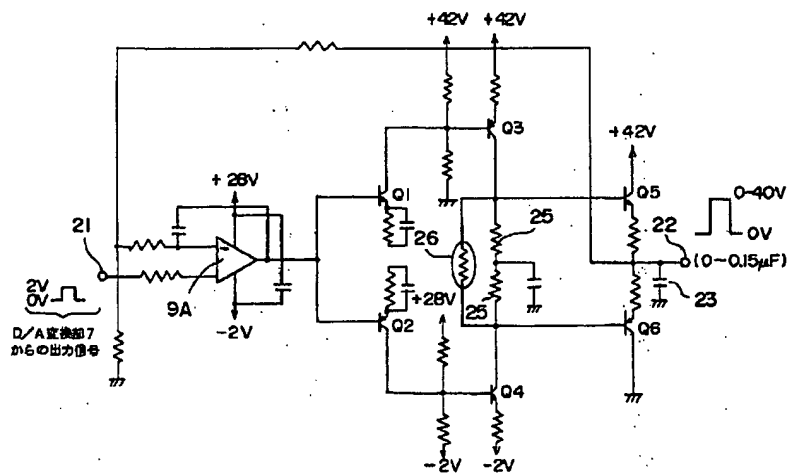 +42V +42V
Q3
+42V
+28V
Q1
Q5
0-40V
0V
21
26
25
22
(0~0.15μF)
2V
0V
9A
-2V
+28V
25
23
Q2
Q6
D/A変換部7
からの出力信号
Q4
-2V -2V